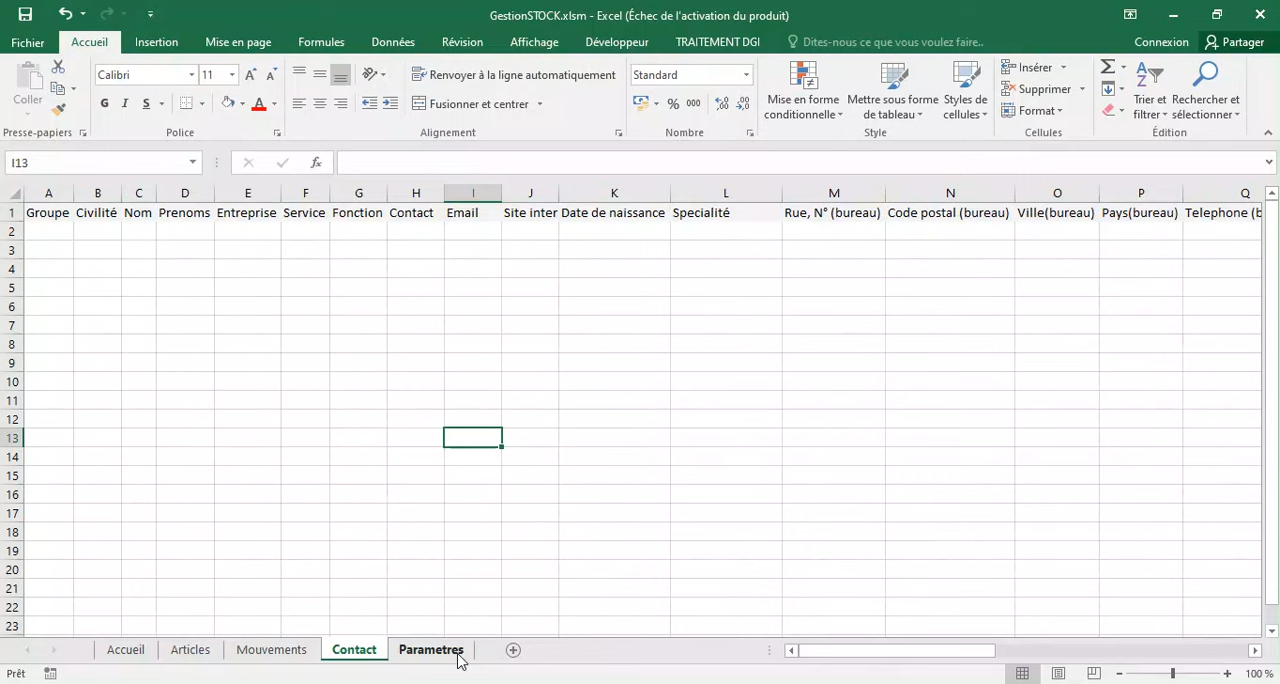 GestionSTOCK.xlsm - Excel (Échec de l'activation du produit)
Fichier Accueil Insertion Mise en page Formules Données Révision Affichage Développeur TRAITEMENT DGI Dites-nous ce que vous voulez faire.. Connexion Partager
Coller Calibri 11 Renvoyer à la ligne automatiquement Standard Mise en forme conditionnelle Mettre sous forme de tableau Styles de cellules Insérer Trier et filtrer Rechercher et sélectionner
G I S Fusionner et centrer % 000 Supprimer
Format
Presse-papiers Police Alignement Nombre Style Cellules Édition
I13 fx
A B C D E F G H I J K L M N O P Q
1 Groupe Civilité Nom Prenoms Entreprise Service Fonction Contact Email Site inter Date de naissance Specialité Rue, N° (bureau) Code postal (bureau) Ville(bureau) Pays(bureau) Telephone (b
2
3
4
5
6
7
8
9
10
11
12
13
14
15
16
17
18
19
20
21
22
23
Accueil Articles Mouvements Contact Parametres
Prêt 100 %